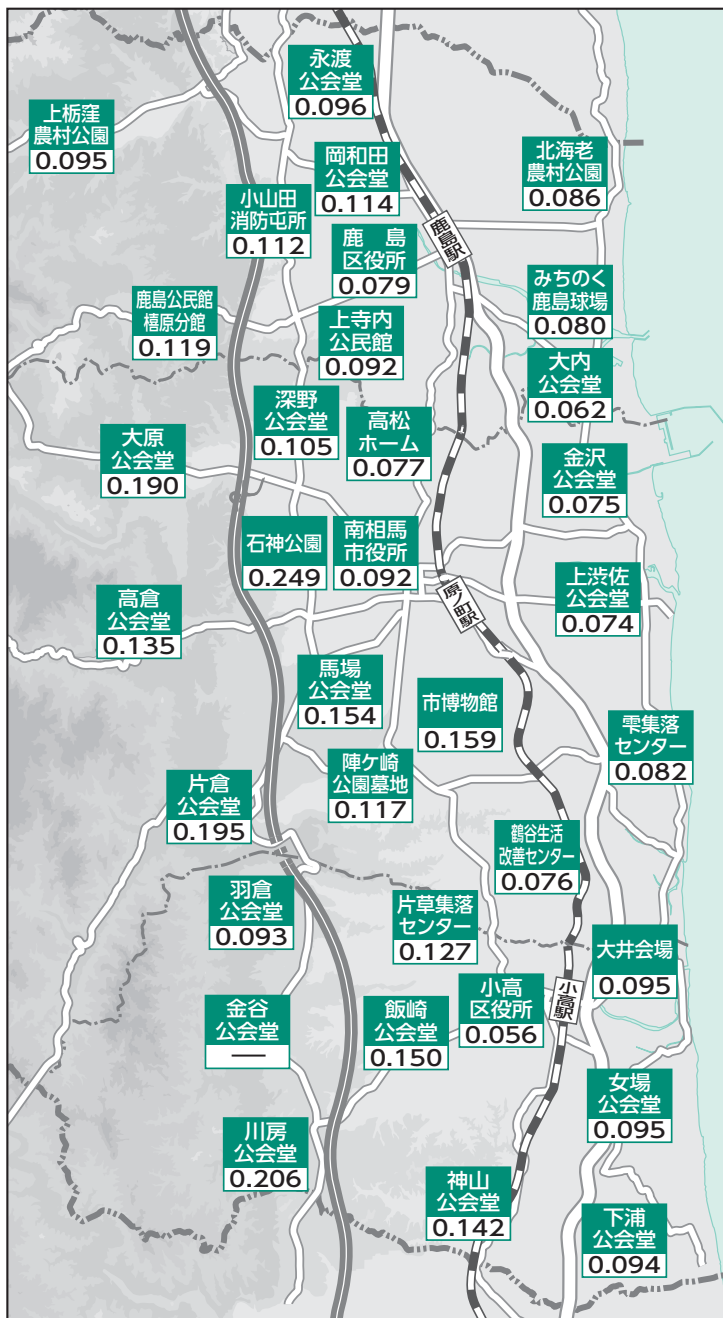 永渡
公会堂
0.096
上栃窪
農村公園
0.095
岡和田
公会堂
0.114
北海老
農村公園
0.086
小山田
消防屯所
0.112
鹿島駅
鹿　島
区役所
0.079
みちのく
鹿島球場
0.080
鹿島公民館
橲原分館
0.119
上寺内
公民館
0.092
大内
公会堂
0.062
深野
公会堂
0.105
高松
ホーム
0.077
大原
公会堂
0.190
金沢
公会堂
0.075
石神公園
0.249
南相馬
市役所
0.092
上渋佐
公会堂
0.074
原ノ町駅
高倉
公会堂
0.135
馬場
公会堂
0.154
市博物館
0.159
雫集落
センター
0.082
陣ケ崎
公園墓地
0.117
片倉
公会堂
0.195
鶴谷生活
改善センター
0.076
羽倉
公会堂
0.093
片草集落
センター
0.127
大井会場
0.095
小高
区役所
0.056
小高駅
金谷
公会堂
―
飯崎
公会堂
0.150
女場
公会堂
0.095
川房
公会堂
0.206
神山
公会堂
0.142
下浦
公会堂
0.094